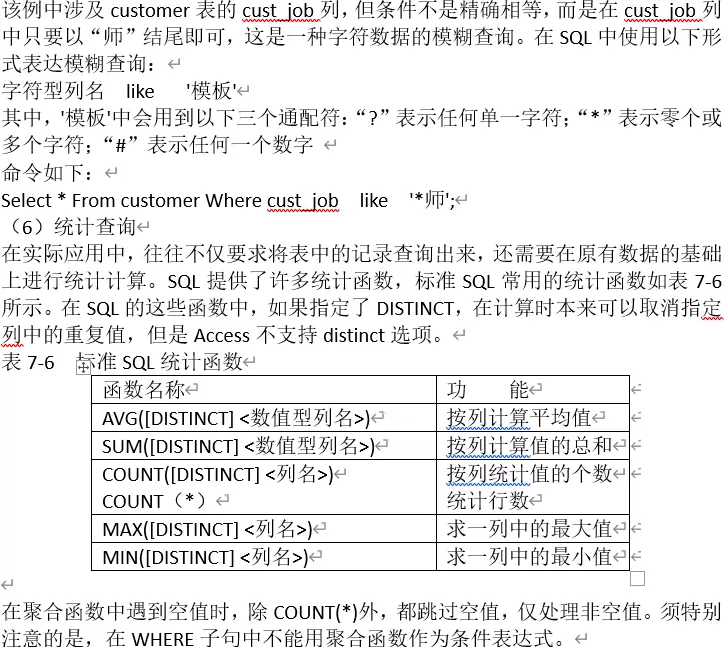 该例中涉及 customer 表的 cust_job 列，但条件不是精确相等，而是在 cust_job 列
中只要以“师”结尾即可，这是一种字符数据的模糊查询。在 SQL 中使用以下形
式表达模糊查询：
字符型列名 like '模板'
其中，'模板'中会用到以下三个通配符：“?”表示任何单一字符；“*”表示零个或
多个字符；“#”表示任何一个数字
命令如下：
Select * From customer Where cust_job like '*师';
（6）统计查询
在实际应用中，往往不仅要求将表中的记录查询出来，还需要在原有数据的基础
上进行统计计算。SQL 提供了许多统计函数，标准 SQL 常用的统计函数如表 7-6
所示。在 SQL 的这些函数中，如果指定了 DISTINCT，在计算时本来可以取消指定
列中的重复值，但是 Access 不支持 distinct 选项。
表 7-6 标准 SQL 统计函数
函数名称 功 能
AVG([DISTINCT] <数值型列名>) 按列计算平均值
SUM([DISTINCT] <数值型列名>) 按列计算值的总和
COUNT([DISTINCT] <列名>) 按列统计值的个数
COUNT（*） 统计行数
MAX([DISTINCT] <列名>) 求一列中的最大值
MIN([DISTINCT] <列名>) 求一列中的最小值
在聚合函数中遇到空值时，除 COUNT(*)外，都跳过空值，仅处理非空值。须特别
注意的是，在 WHERE 子句中不能用聚合函数作为条件表达式。